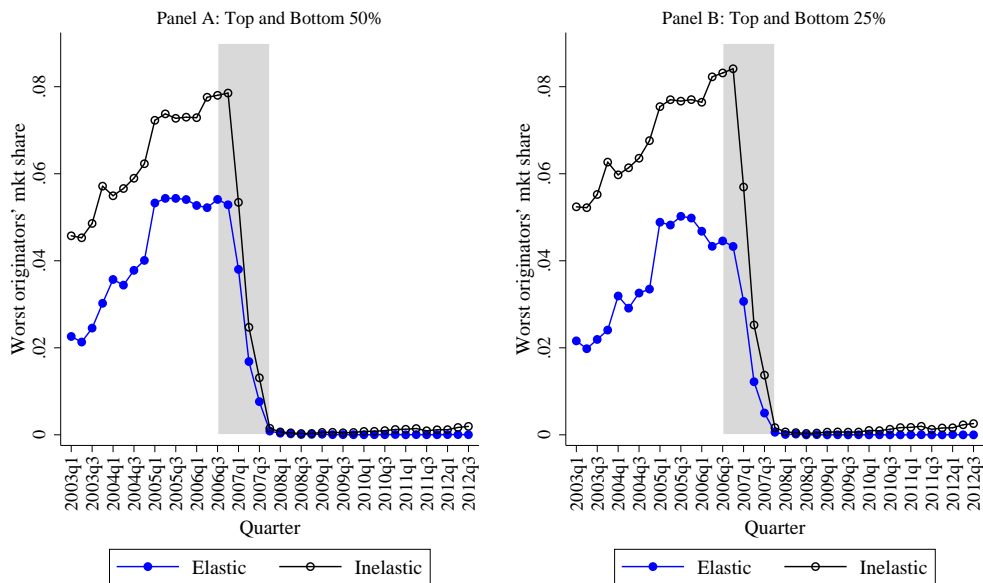 Panel A: Top and Bottom 50%
Worst originators' mkt share
.08
.06
.04
.02
0
2003q1
2003q3
2004q1
2004q3
2005q1
2005q3
2006q1
2006q3
2007q1
2007q3
2008q1
2008q3
2009q1
2009q3
2010q1
2010q3
2011q1
2011q3
2012q1
2012q3
Quarter
Elastic
Inelastic
Panel B: Top and Bottom 25%
Worst originators' mkt share
.08
.06
.04
.02
0
2003q1
2003q3
2004q1
2004q3
2005q1
2005q3
2006q1
2006q3
2007q1
2007q3
2008q1
2008q3
2009q1
2009q3
2010q1
2010q3
2011q1
2011q3
2012q1
2012q3
Quarter
Elastic
Inelastic